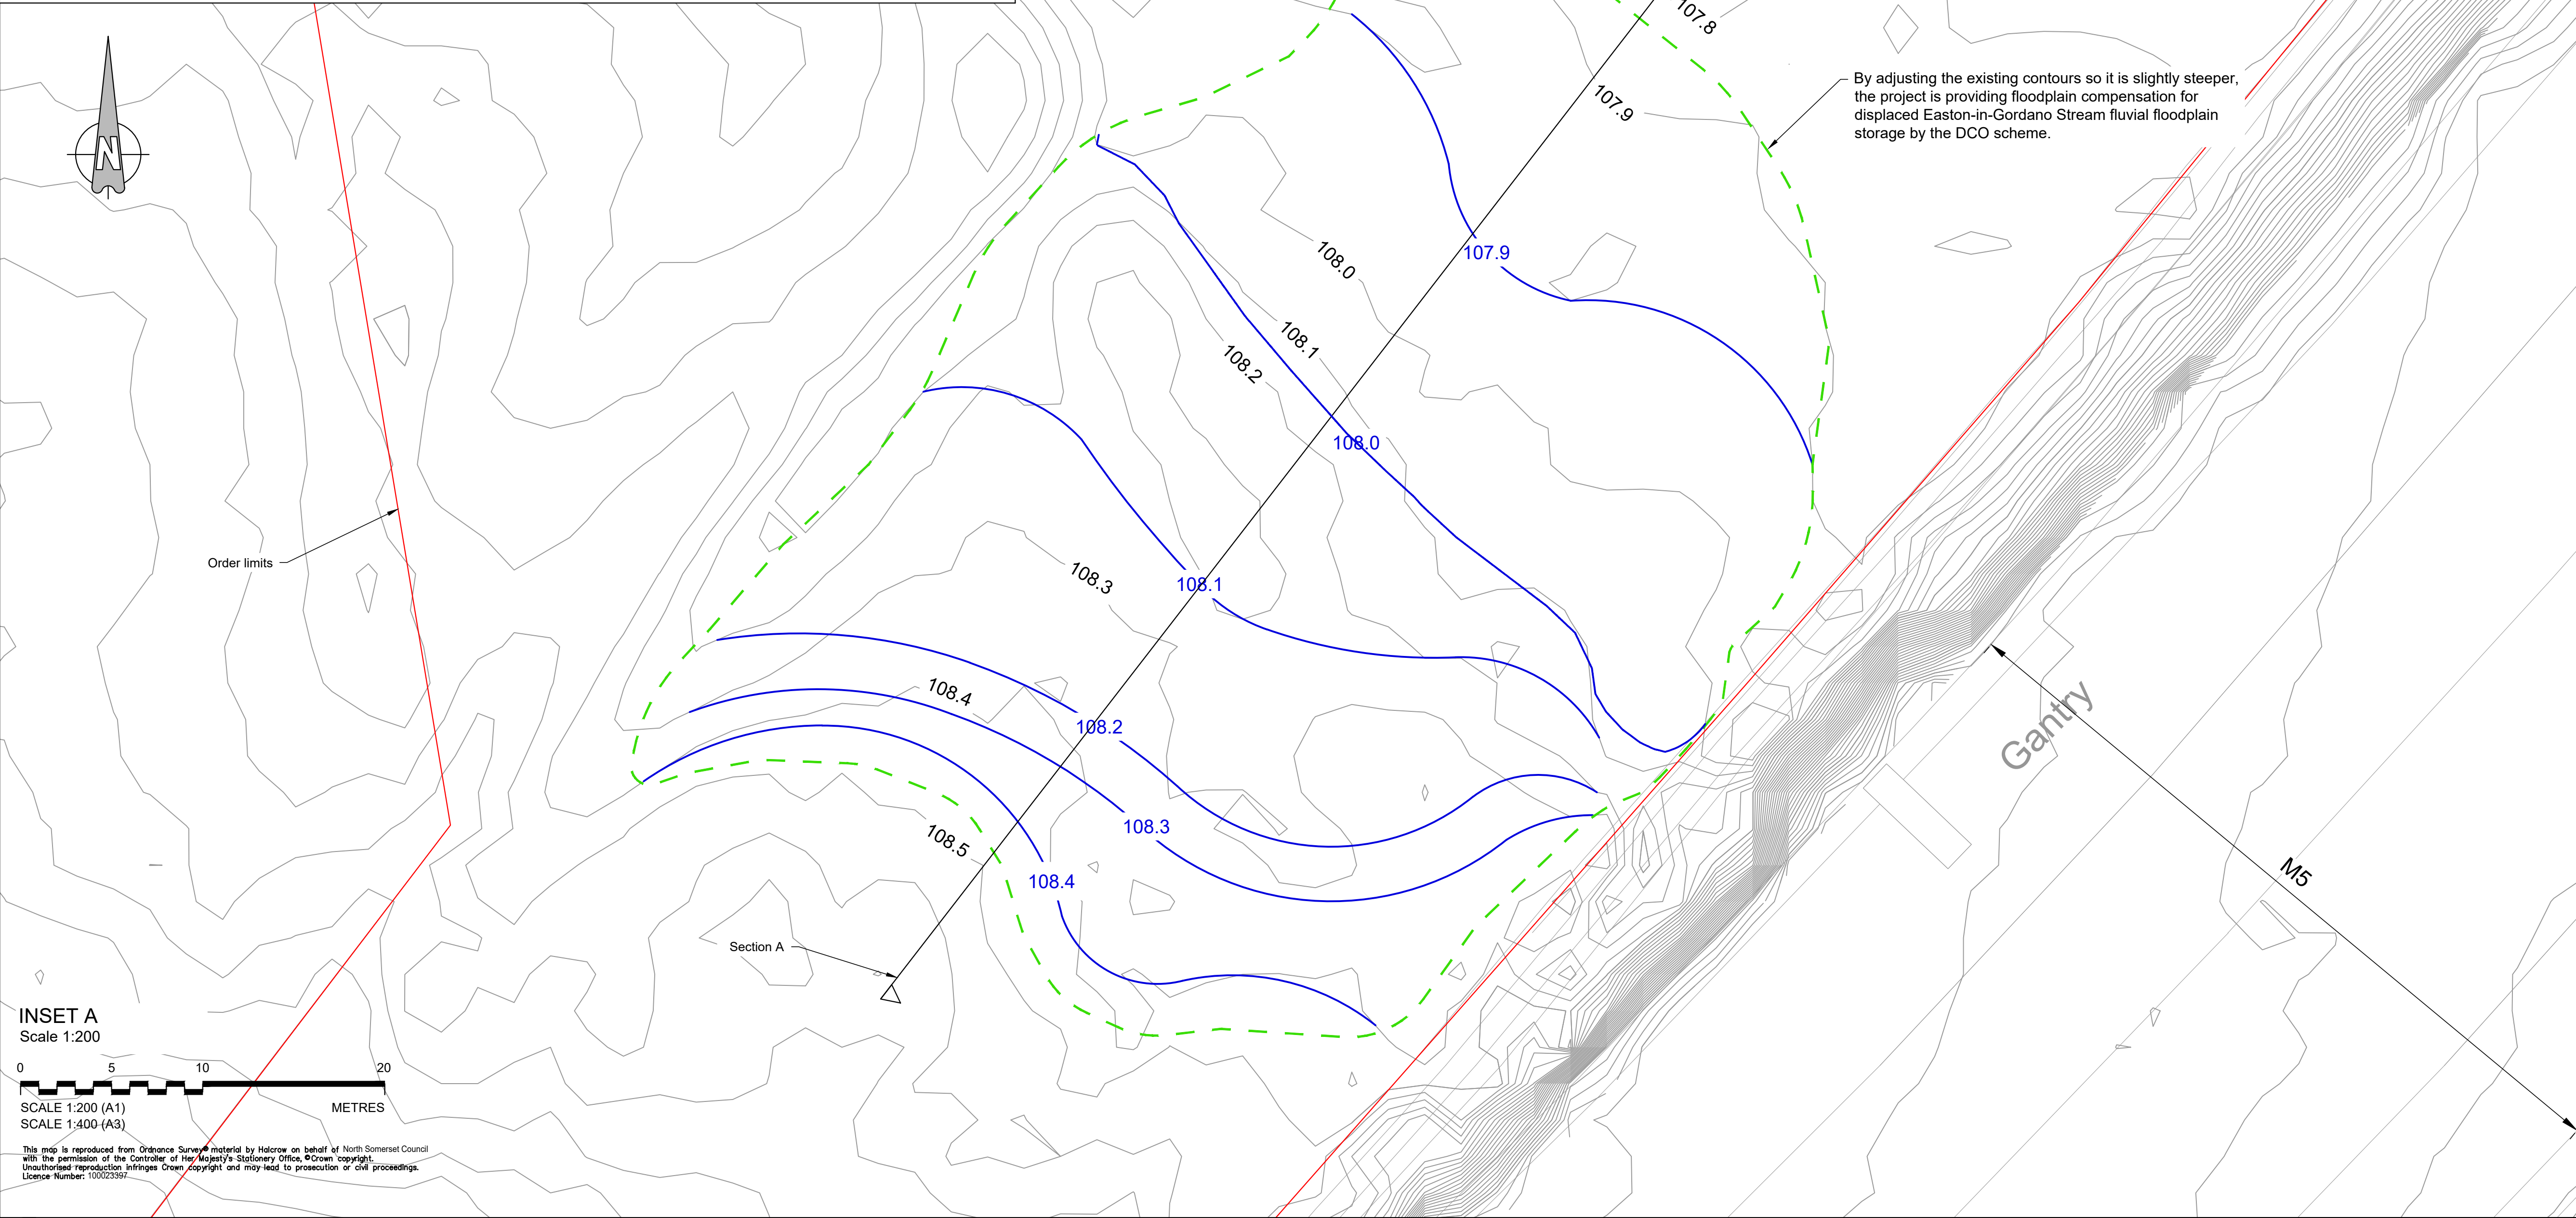 107.8
By adjusting the existing contours so it is slightly steeper,
the project is providing floodplain compensation for
displaced Easton-in-Gordano Stream fluvial floodplain
storage by the DCO scheme.
107.9
N
107.9
108.0
108.1
108.2
108.0
Order limits
108.3
108.1
108.4
108.2
Gantry
108.3
108.5
108.4
M5
Section A
INSET A
Scale 1:200
0 5 10 20
SCALE 1:200 (A1) METRES
SCALE 1:400 (A3)
This map is reproduced from Ordnance Survey© material by Halcrow on behalf of North Somerset Council
with the permission of the Controller of Her Majesty's Stationery Office, ©Crown copyright.
Unauthorised reproduction infringes Crown copyright and may lead to prosecution or civil proceedings.
Licence Number: 100023397